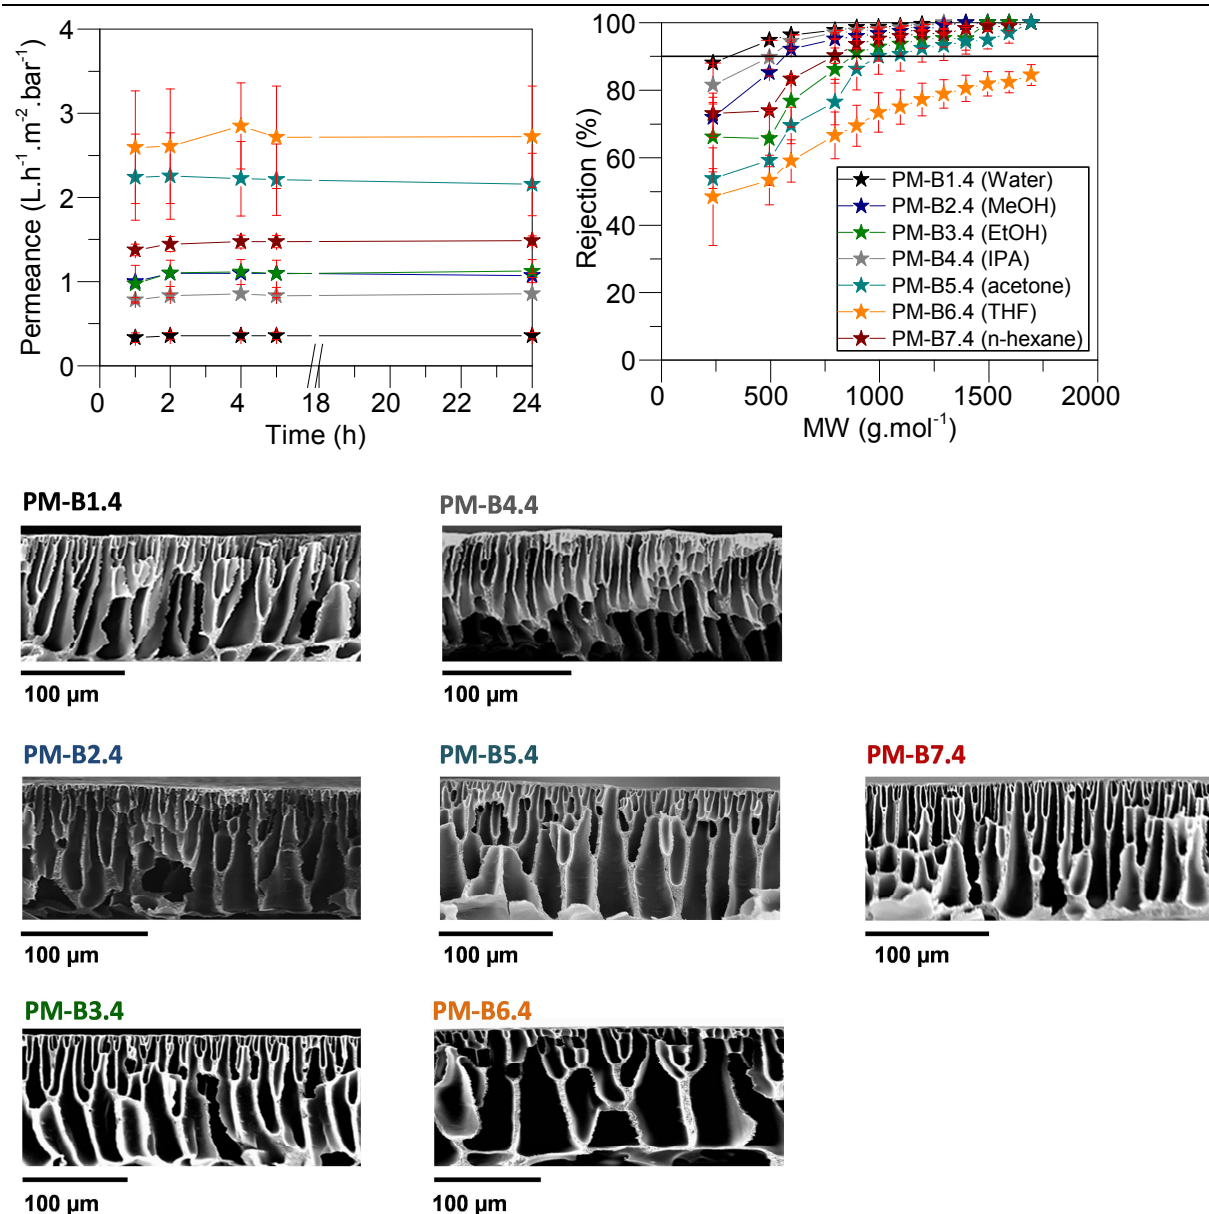 4
3
2
1
0
Permeance (L.h⁻¹.m⁻².bar⁻¹)
0 2 4 18 20 22 24
Time (h)
100
80
60
40
20
0
Rejection (%)
PM-B1.4 (Water)
PM-B2.4 (MeOH)
PM-B3.4 (EtOH)
PM-B4.4 (IPA)
PM-B5.4 (acetone)
PM-B6.4 (THF)
PM-B7.4 (n-hexane)
0 500 1000 1500 2000
MW (g.mol⁻¹)
PM-B1.4
100 µm
PM-B4.4
100 µm
PM-B2.4
100 µm
PM-B5.4
100 µm
PM-B7.4
100 µm
PM-B3.4
100 µm
PM-B6.4
100 µm